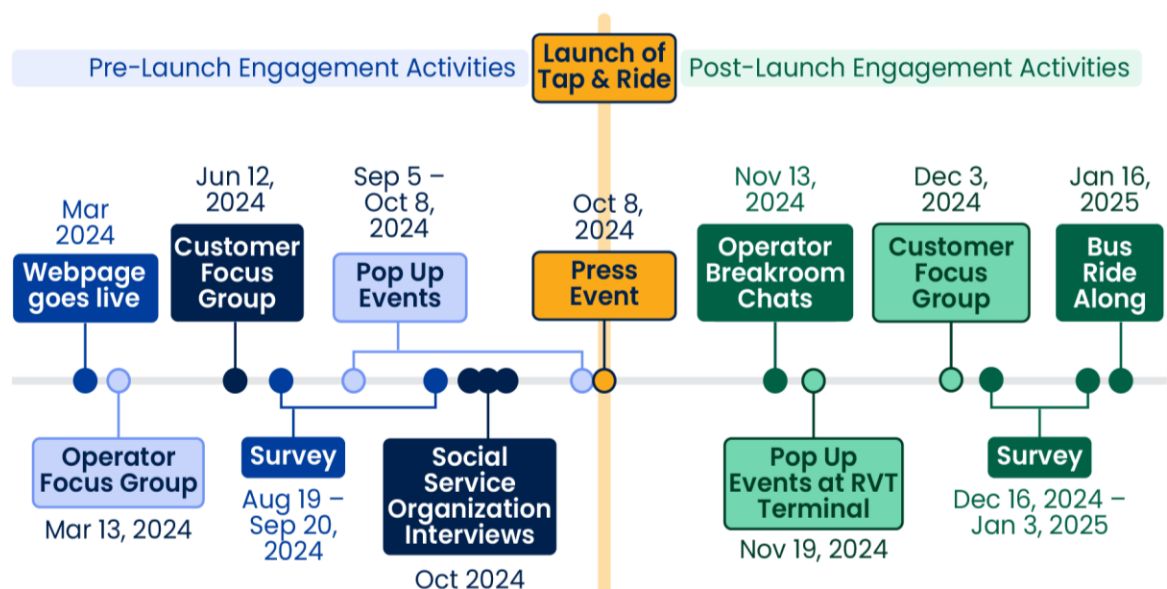 Pre-Launch Engagement Activities
Launch of
Tap & Ride
Post-Launch Engagement Activities
Mar
2024
Webpage
goes live
Jun 12,
2024
Customer
Focus
Group
Sep 5 –
Oct 8,
2024
Pop Up
Events
Oct 8,
2024
Press
Event
Nov 13,
2024
Operator
Breakroom
Chats
Dec 3,
2024
Customer
Focus
Group
Jan 16,
2025
Bus
Ride
Along
Operator
Focus Group
Mar 13, 2024
Survey
Aug 19 –
Sep 20,
2024
Social
Service
Organization
Interviews
Oct 2024
Pop Up
Events at RVT
Terminal
Nov 19, 2024
Survey
Dec 16, 2024 –
Jan 3, 2025